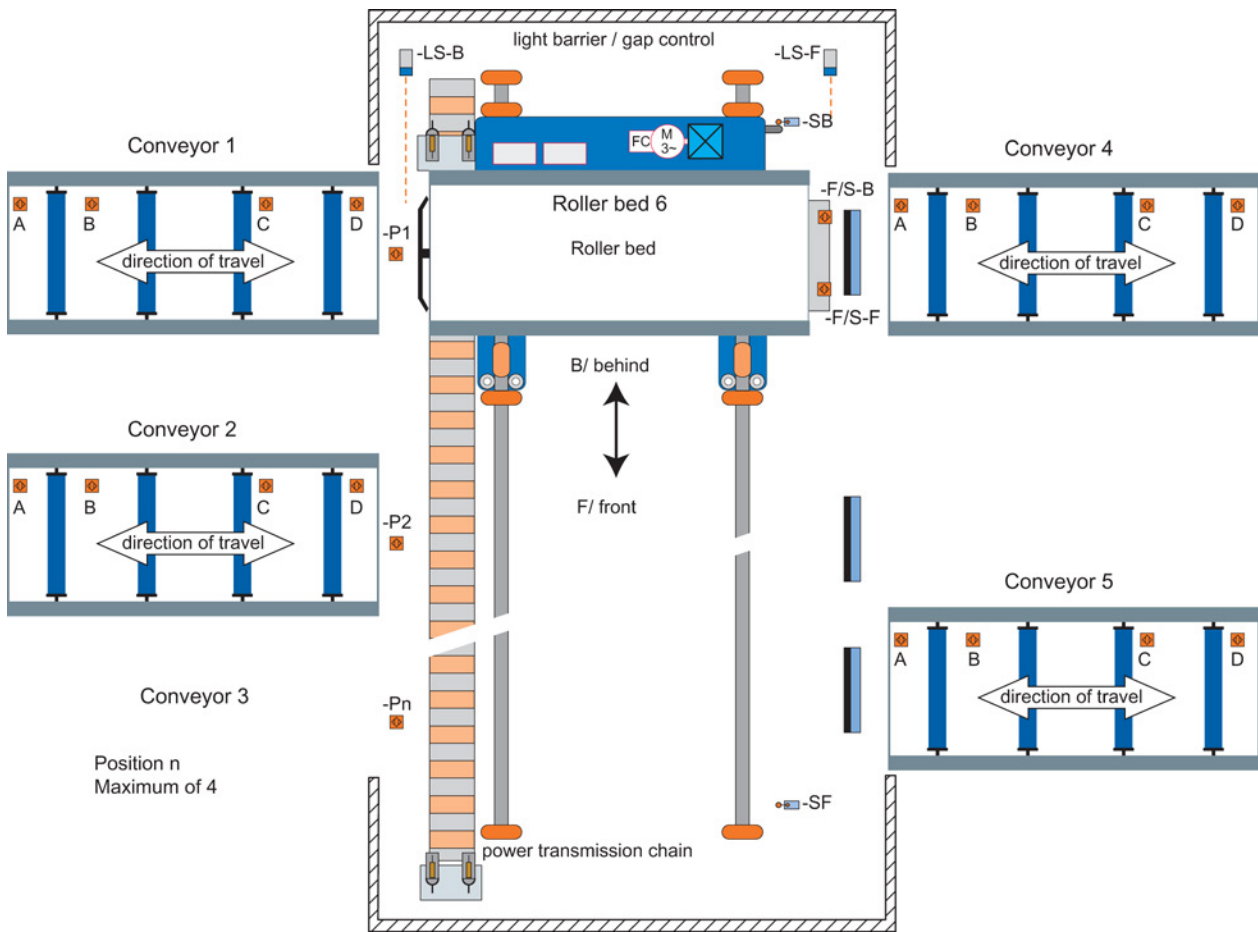 light barrier / gap control
-LS-B
-LS-F
-SB
FC
M
3~
Conveyor 1
A
B
C
D
direction of travel
-P1
Roller bed 6
Roller bed
-F/S-B
-F/S-F
Conveyor 4
A
B
C
D
direction of travel
B/ behind
F/ front
Conveyor 2
A
B
C
D
direction of travel
-P2
Conveyor 5
A
B
C
D
direction of travel
Conveyor 3
-Pn
Position n
Maximum of 4
-SF
power transmission chain